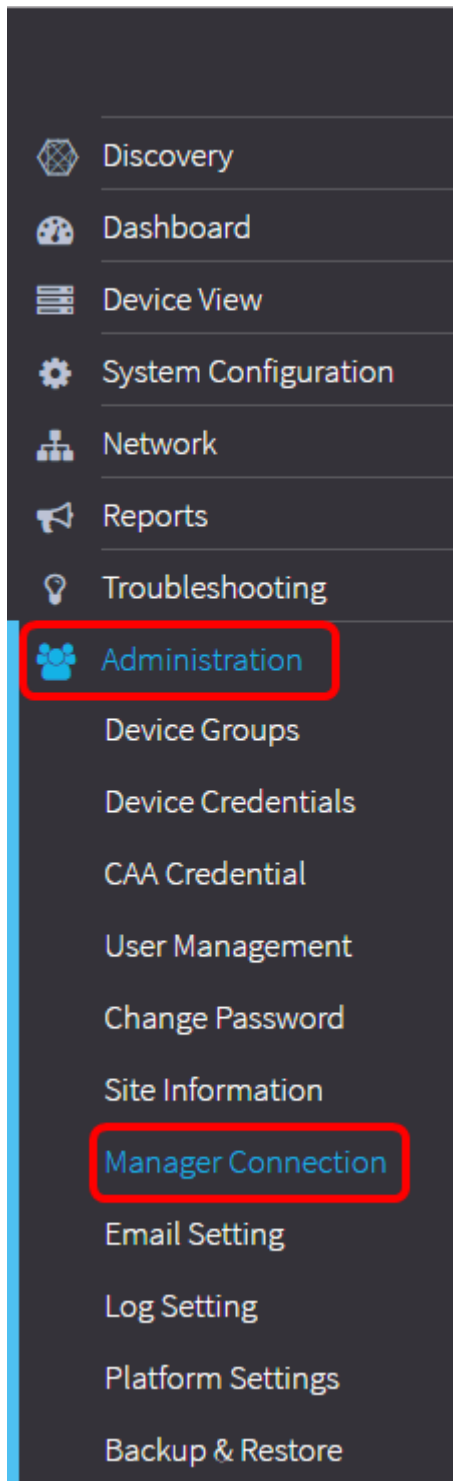 Discovery
Dashboard
Device View
System Configuration
Network
Reports
Troubleshooting
Administration
Device Groups
Device Credentials
CAA Credential
User Management
Change Password
Site Information
Manager Connection
Email Setting
Log Setting
Platform Settings
Backup & Restore